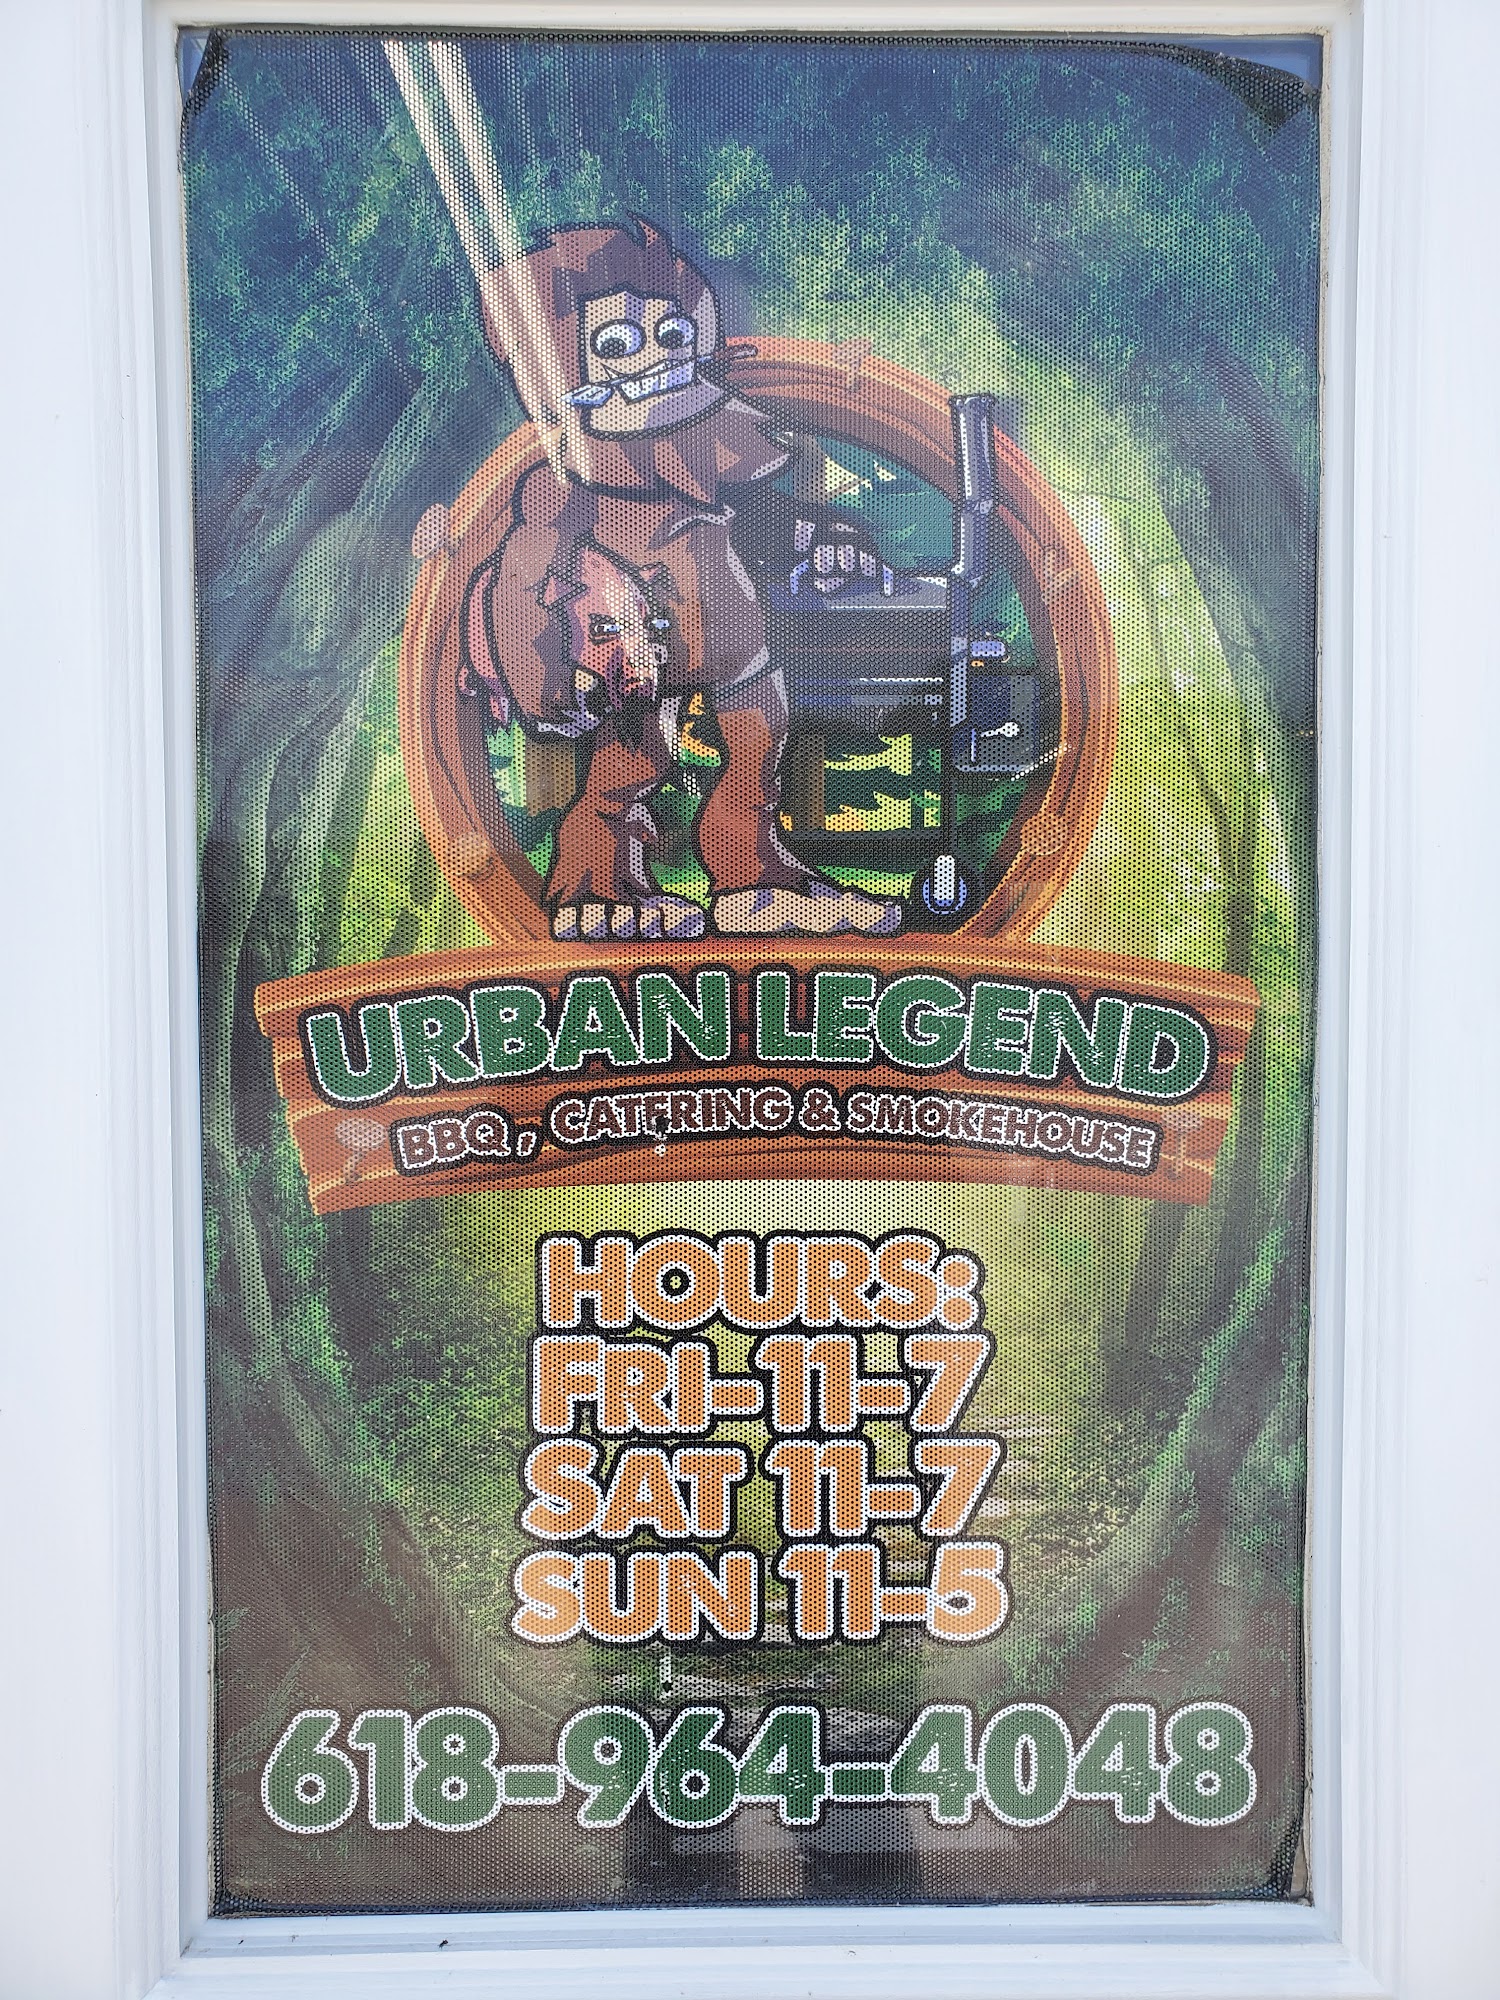 URBAN LEGEND
BBQ, CATERING & SMOKEHOUSE
HOURS:
FRI-11-7
SAT 11-7
SUN 11-5
618-964-4048